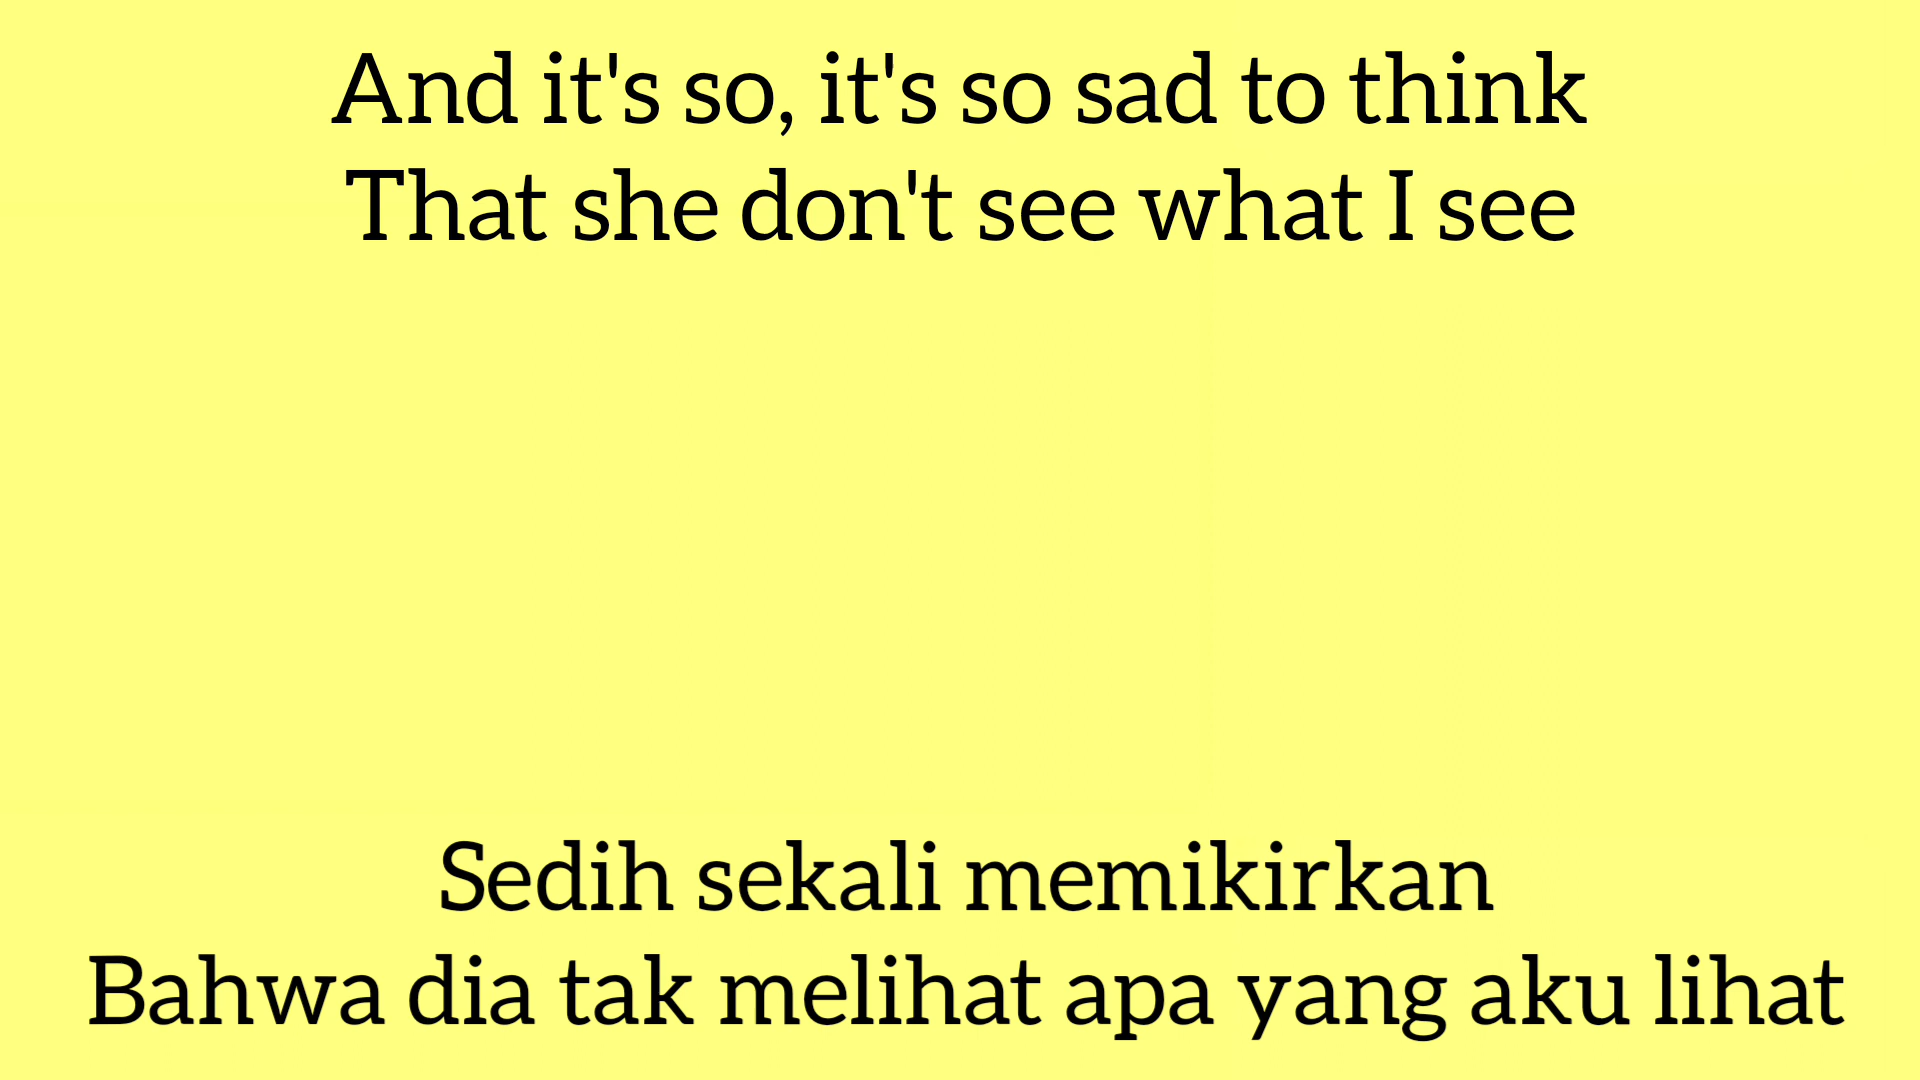 And it's so, it's so sad to think
That she don't see what I see
Sedih sekali memikirkan
Bahwa dia tak melihat apa yang aku lihat